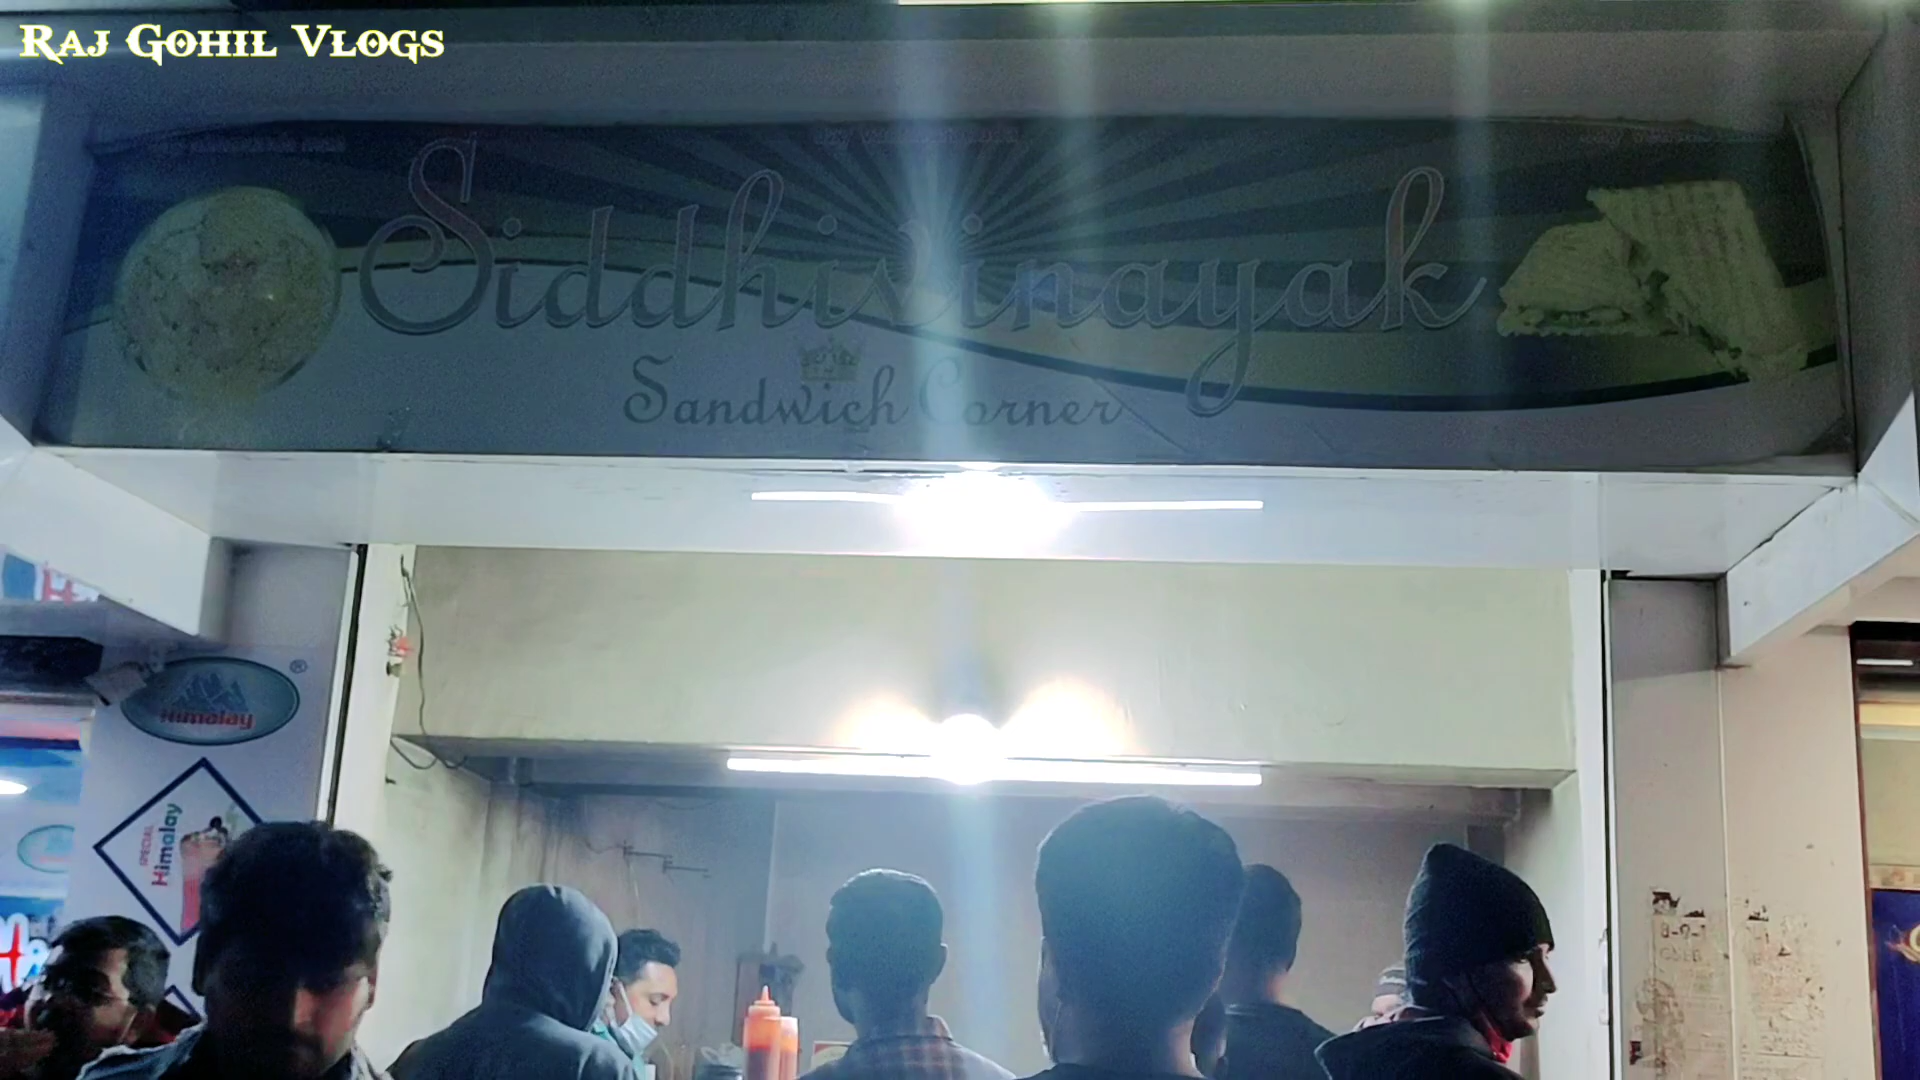 Raj Gohil Vlogs
Siddhivinayak
Sandwich Corner
Himalay ®
SPECIAL
Himalay